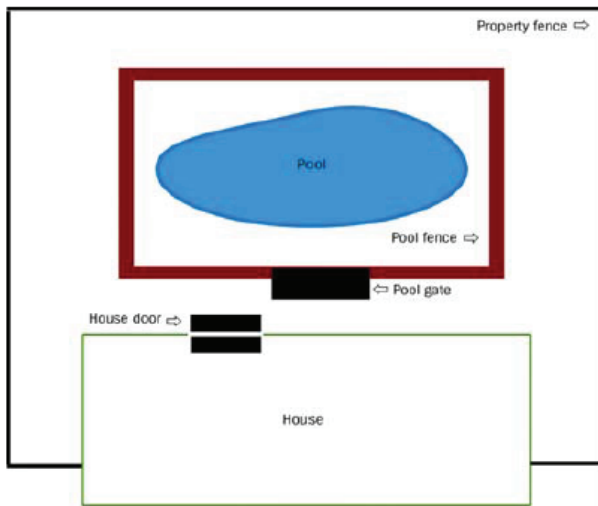 Property fence ⇨
Pool
Pool fence ⇨
⇦ Pool gate
House door ⇨
House